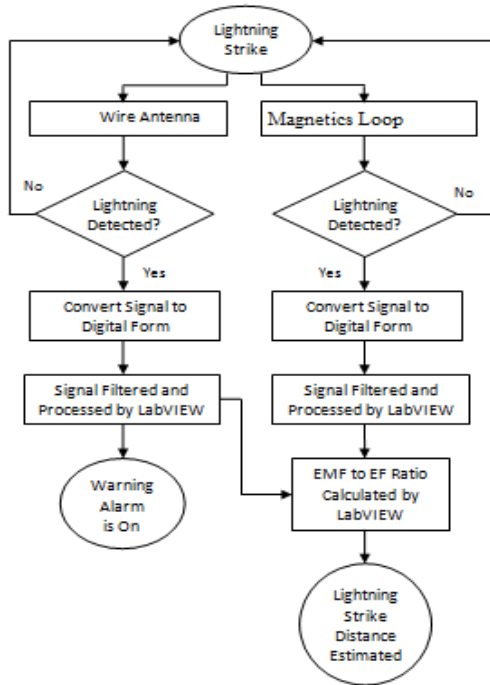 Lightning
Strike
Wire Antenna
Magnetics Loop
No
Lightning
Detected?
Lightning
Detected?
No
Yes
Yes
Convert Signal to
Digital Form
Convert Signal to
Digital Form
Signal Filtered and
Processed by LabVIEW
Signal Filtered and
Processed by LabVIEW
Warning
Alarm
is On
EMF to EF Ratio
Calculated by
LabVIEW
Lightning
Strike
Distance
Estimated